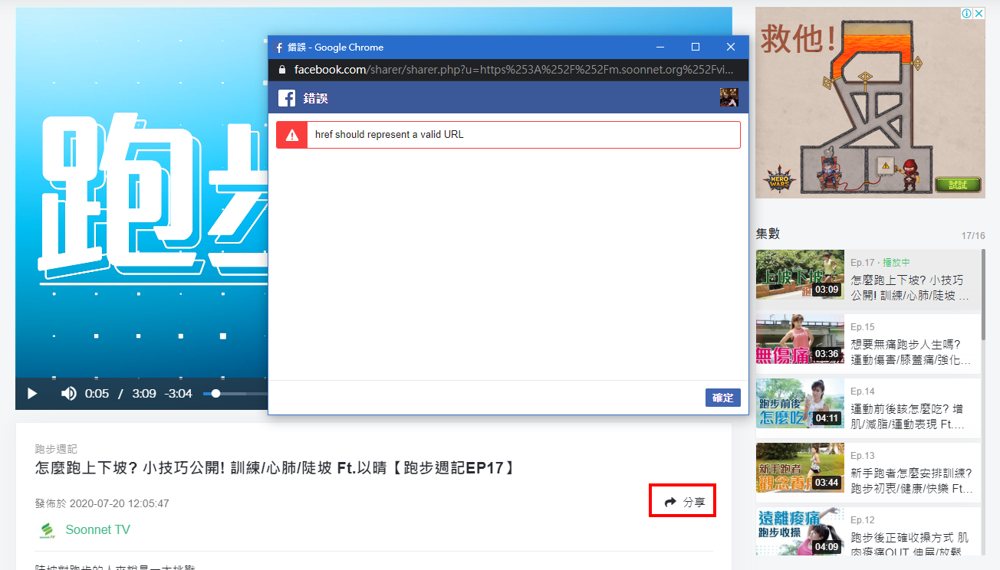 跑步
錯誤 - Google Chrome
facebook.com/sharer/sharer.php?u=https%253A%252F%252Fm.soonnet.org%252Fvi...
錯誤
href should represent a valid URL
確定
0:05 / 3:09 -3:04
跑步週記
怎麼跑上下坡? 小技巧公開! 訓練/心肺/陡坡 Ft.以晴【跑步週記EP17】
發佈於 2020-07-20 12:05:47
分享
Soonnet TV
陡坡對跑步的人來說是一大挑戰
救他!
HERO WARS
試試
集數
17/16
上坡下坡
03:09
Ep.17 · 播放中
怎麼跑上下坡? 小技巧
公開! 訓練/心肺/陡坡 ...
無傷痛
03:36
Ep.15
想要無痛跑步人生嗎?
運動傷害/膝蓋痛/強化...
跑步前後
怎麼吃
04:11
Ep.14
運動前後該怎麼吃? 增
肌/減脂/運動表現 Ft....
新手跑者
觀念養成
03:44
Ep.13
新手跑者怎麼安排訓練?
跑步初衷/健康/快樂 Ft...
遠離痠痛
跑步收操
04:09
Ep.12
跑步後正確收操方式 肌
肉痠痛OUT 伸展/放鬆